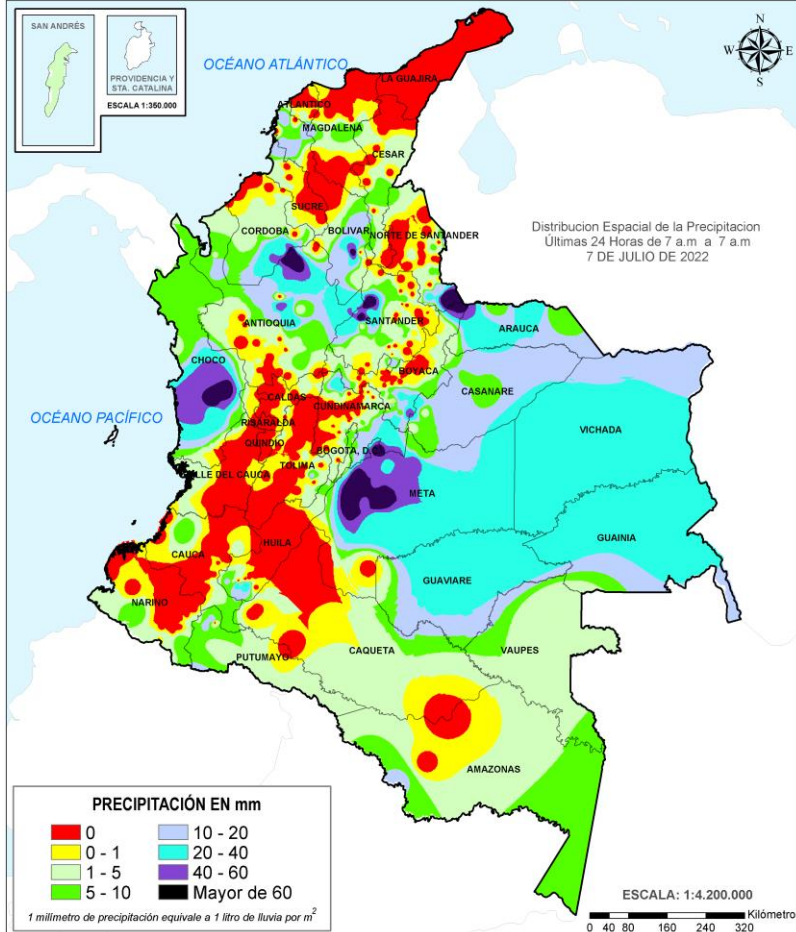 SAN ANDRÉS
PROVIDENCIA Y
STA. CATALINA
ESCALA 1:350.000
OCÉANO ATLÁNTICO
N
W
E
S
LA GUAJIRA
ATLANTICO
MAGDALENA
CESAR
SUCRE
CORDOBA
BOLIVAR
NORTE DE SANTANDER
Distribucion Espacial de la Precipitacion
Últimas 24 Horas de 7 a.m a 7 a.m
7 DE JULIO DE 2022
ANTIOQUIA
SANTANDER
ARAUCA
CHOCO
BOYACA
CASANARE
CALDAS
CUNDINAMARCA
OCÉANO PACÍFICO
RISARALDA
QUINDIO
BOGOTA, D.
VICHADA
TOLIMA
VALLE DEL CAUCA
META
HUILA
GUAINIA
CAUCA
GUAVIARE
NARIÑO
PUTUMAYO
CAQUETA
VAUPES
AMAZONAS
PRECIPITACIÓN EN mm
0
0 - 1
1 - 5
5 - 10
10 - 20
20 - 40
40 - 60
Mayor de 60
1 milímetro de precipitación equivale a 1 litro de lluvia por m²
ESCALA: 1:4.200.000
Kilómetro
0 40 80 160 240 320